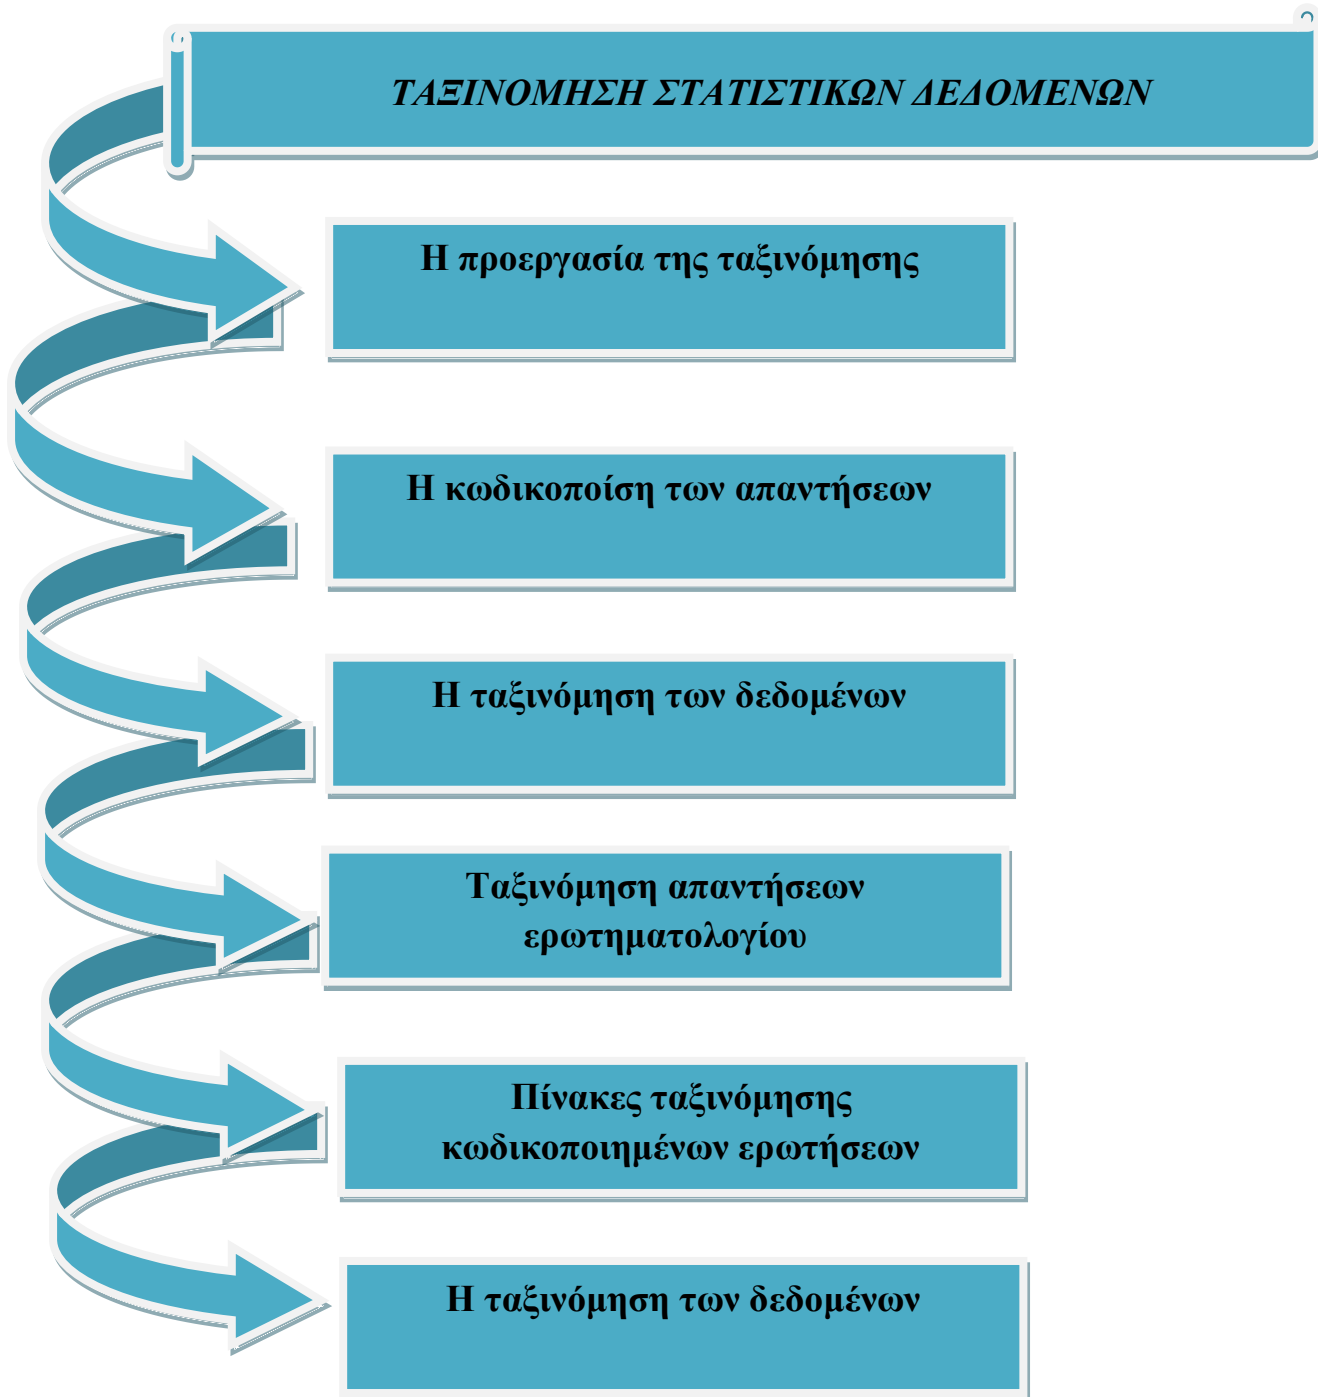 ΤΑΞΙΝΟΜΗΣΗ ΣΤΑΤΙΣΤΙΚΩΝ ΔΕΔΟΜΕΝΩΝ
Η προεργασία της ταξινόμησης
Η κωδικοποίση των απαντήσεων
Η ταξινόμηση των δεδομένων
Ταξινόμηση απαντήσεων
ερωτηματολογίου
Πίνακες ταξινόμησης
κωδικοποιημένων ερωτήσεων
Η ταξινόμηση των δεδομένων